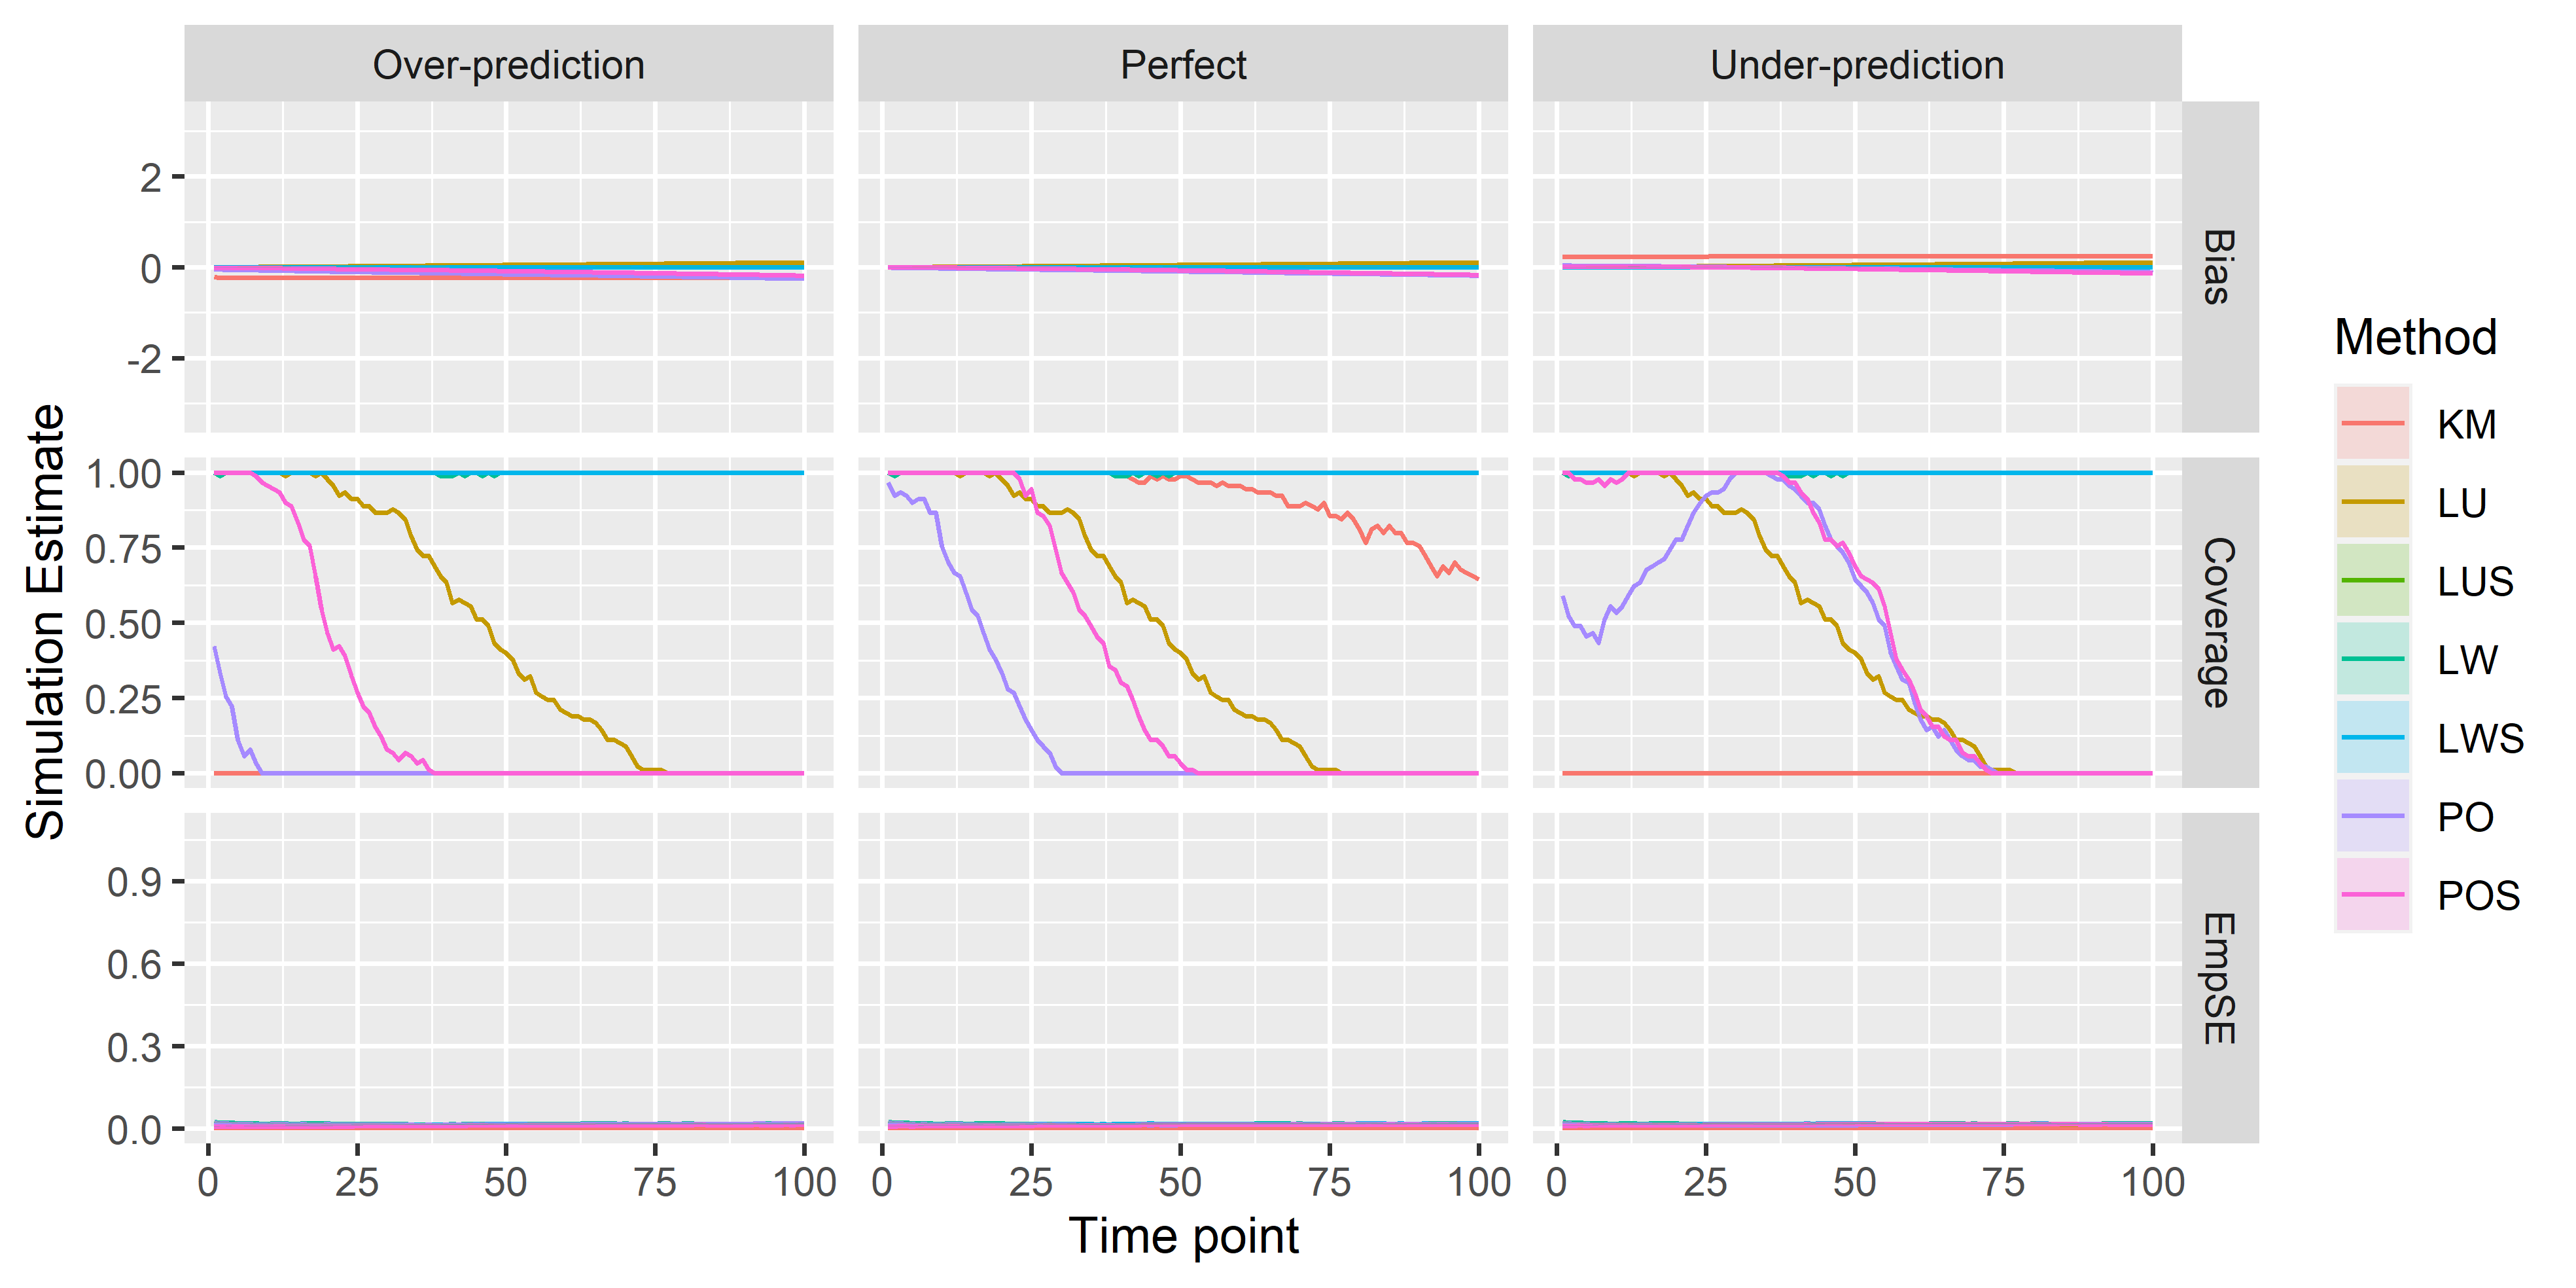 Over-prediction
Perfect
Under-prediction
Simulation Estimate
2
0
-2
Bias
1.00
0.75
0.50
0.25
0.00
Coverage
0.9
0.6
0.3
0.0
EmpSE
0 25 50 75 100
0 25 50 75 100
0 25 50 75 100
Time point
Method
KM
LU
LUS
LW
LWS
PO
POS